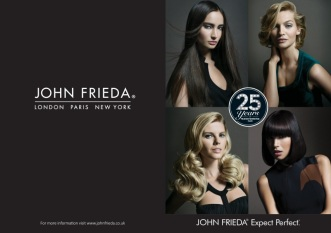 JOHN FRIEDA®
LONDON PARIS NEW YORK
For more information visit www.johnfrieda.co.uk
25
Years
JOHN FRIEDA® Expect Perfect.